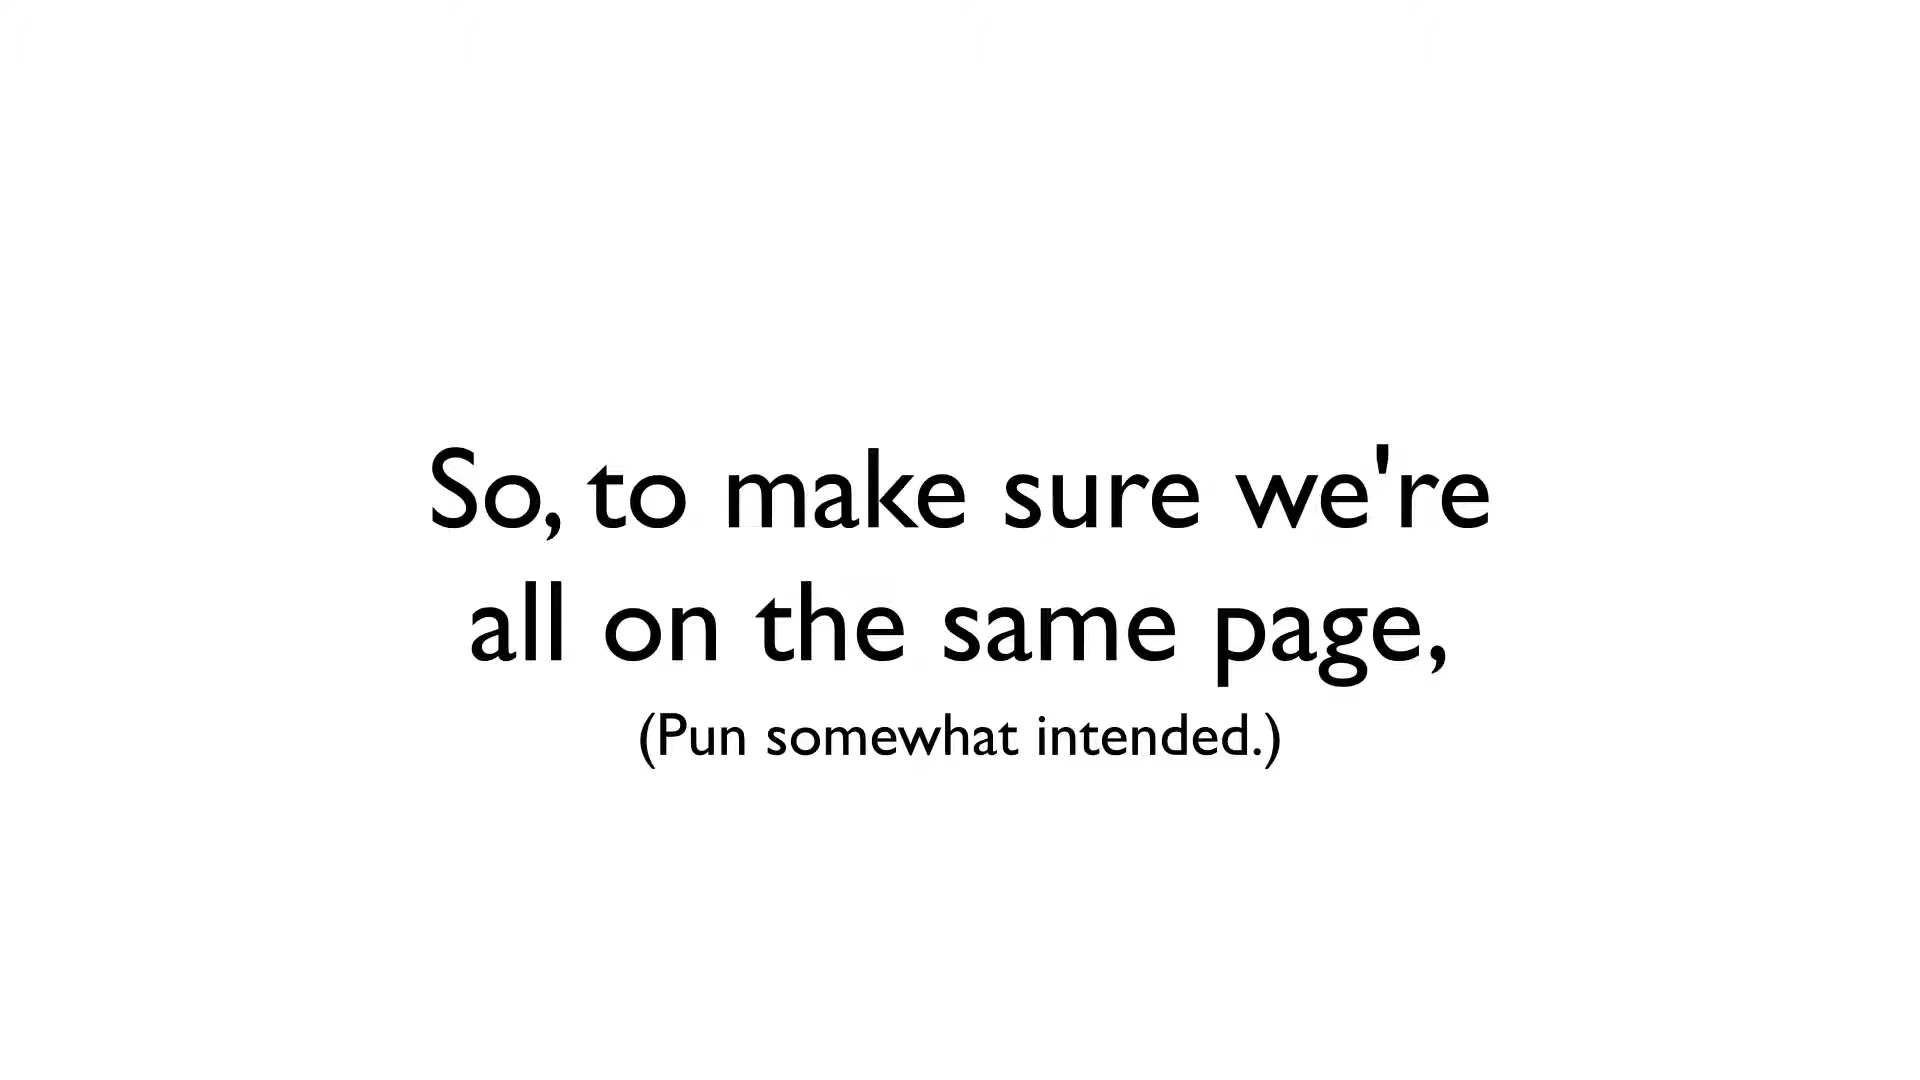 So, to make sure we're
all on the same page,
(Pun somewhat intended.)